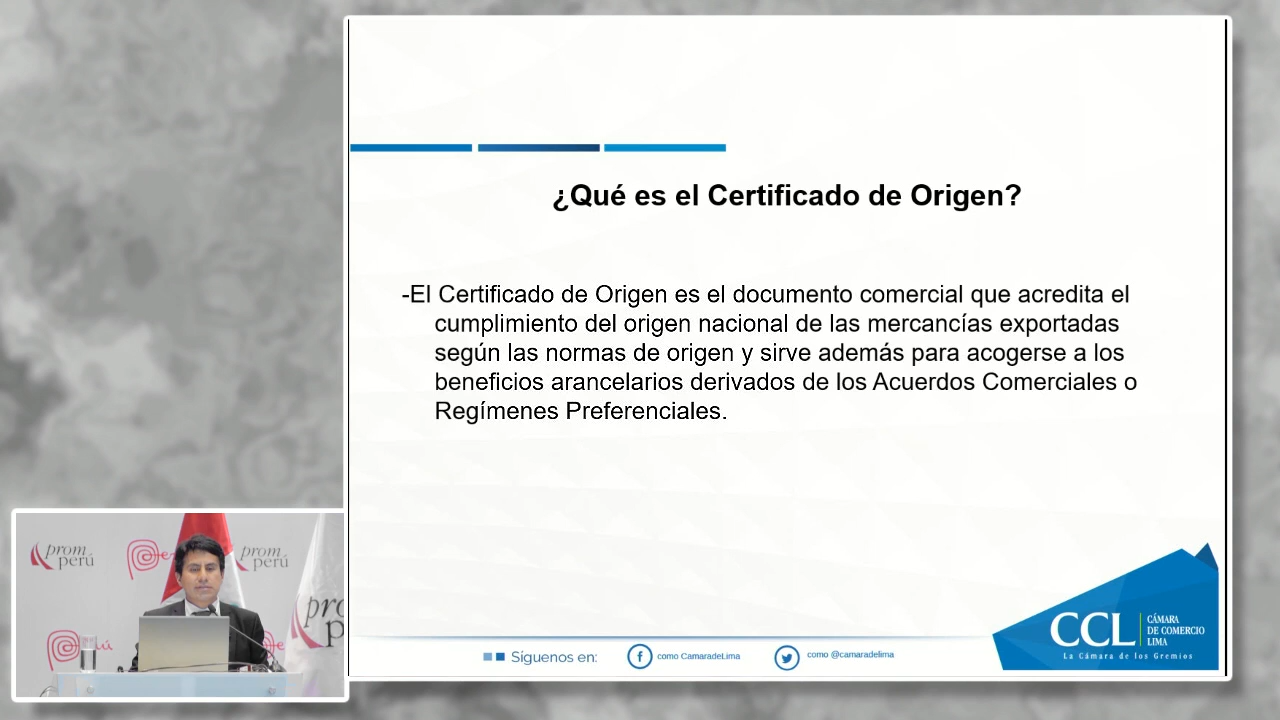 ¿Qué es el Certificado de Origen?
-El Certificado de Origen es el documento comercial que acredita el
cumplimiento del origen nacional de las mercancías exportadas
según las normas de origen y sirve además para acogerse a los
beneficios arancelarios derivados de los Acuerdos Comerciales o
Regímenes Preferenciales.
Síguenos en:
como CamaradeLima
como @camaradelima
CCL
CÁMARA
DE COMERCIO
LIMA
La Cámara de los Gremios
prom
perú
prom
perú